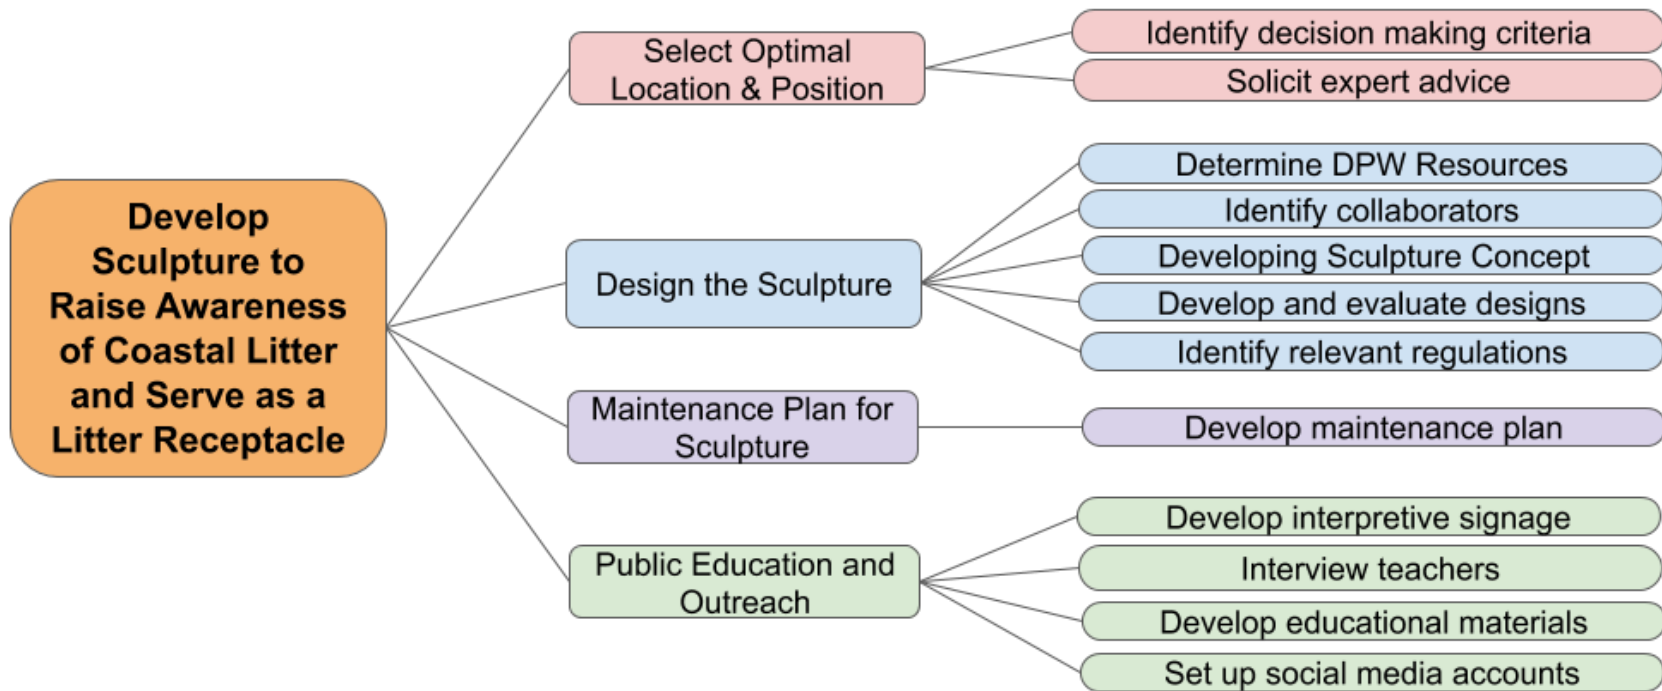 Develop
Sculpture to
Raise Awareness
of Coastal Litter
and Serve as a
Litter Receptacle
Select Optimal
Location & Position
Identify decision making criteria
Solicit expert advice
Design the Sculpture
Determine DPW Resources
Identify collaborators
Developing Sculpture Concept
Develop and evaluate designs
Identify relevant regulations
Maintenance Plan for
Sculpture
Develop maintenance plan
Public Education and
Outreach
Develop interpretive signage
Interview teachers
Develop educational materials
Set up social media accounts